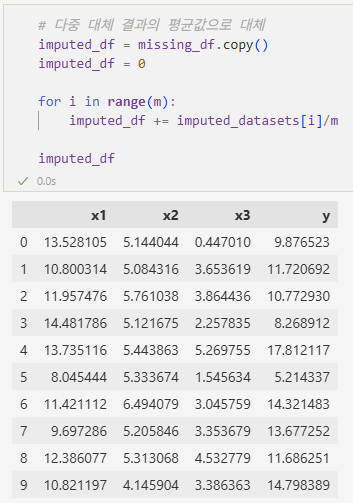 # 다중 대체 결과의 평균값으로 대체
imputed_df = missing_df.copy()
imputed_df = 0
for i in range(m):
    imputed_df += imputed_datasets[i]/m
imputed_df
✓ 0.0s
x1 x2 x3 y
0 13.528105 5.144044 0.447010 9.876523
1 10.800314 5.084316 3.653619 11.720692
2 11.957476 5.761038 3.864436 10.772930
3 14.481786 5.121675 2.257835 8.268912
4 13.735116 5.443863 5.269755 17.812117
5 8.045444 5.333674 1.545634 5.214337
6 11.421112 6.494079 3.045759 14.321483
7 9.697286 5.205846 3.353679 13.677252
8 12.386077 5.313068 4.532779 11.686251
9 10.821197 4.145904 3.386363 14.798389